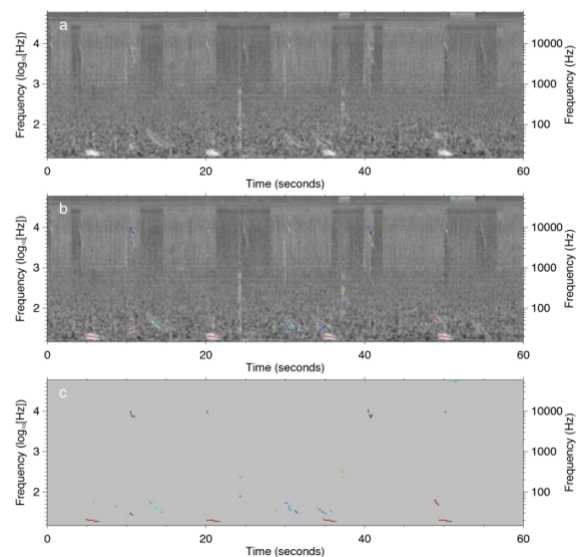 a
Frequency (log₁₀[Hz])
4
3
2
10000
1000
100
Frequency (Hz)
0 20 40 60
Time (seconds)
b
Frequency (log₁₀[Hz])
4
3
2
10000
1000
100
Frequency (Hz)
0 20 40 60
Time (seconds)
c
Frequency (log₁₀[Hz])
4
3
2
10000
1000
100
Frequency (Hz)
0 20 40 60
Time (seconds)